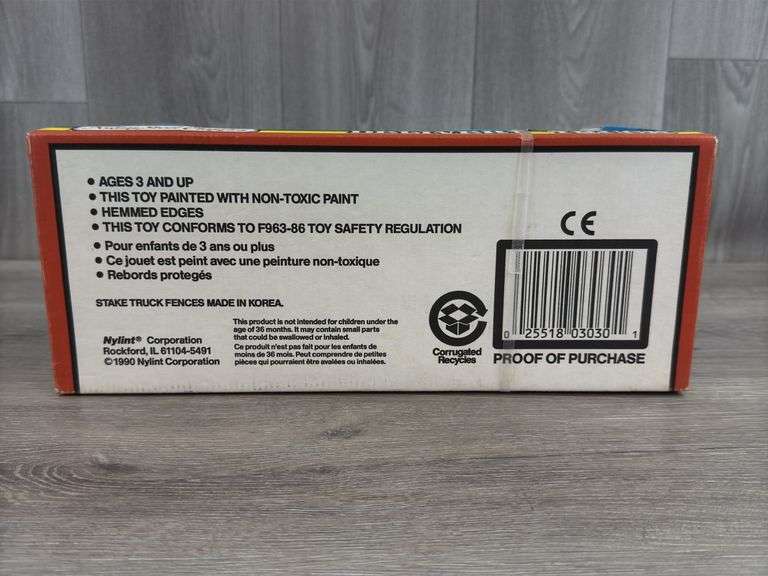 • AGES 3 AND UP
• THIS TOY PAINTED WITH NON-TOXIC PAINT
• HEMMED EDGES
• THIS TOY CONFORMS TO F963-86 TOY SAFETY REGULATION
• Pour enfants de 3 ans ou plus
• Ce jouet est peint avec une peinture non-toxique
• Rebords protegés
STAKE TRUCK FENCES MADE IN KOREA.
Nylint® Corporation
Rockford, IL 61104-5491
©1990 Nylint Corporation
This product is not intended for children under the
age of 36 months. It may contain small parts
that could be swallowed or inhaled.
Ce produit n'est pas fait pour les enfants de
moins de 36 mois. Peut comprendre de petites
pièces qui pourraient être avalées ou inhalées.
Corrugated
Recycles
CE
0 25518 03030 1
PROOF OF PURCHASE